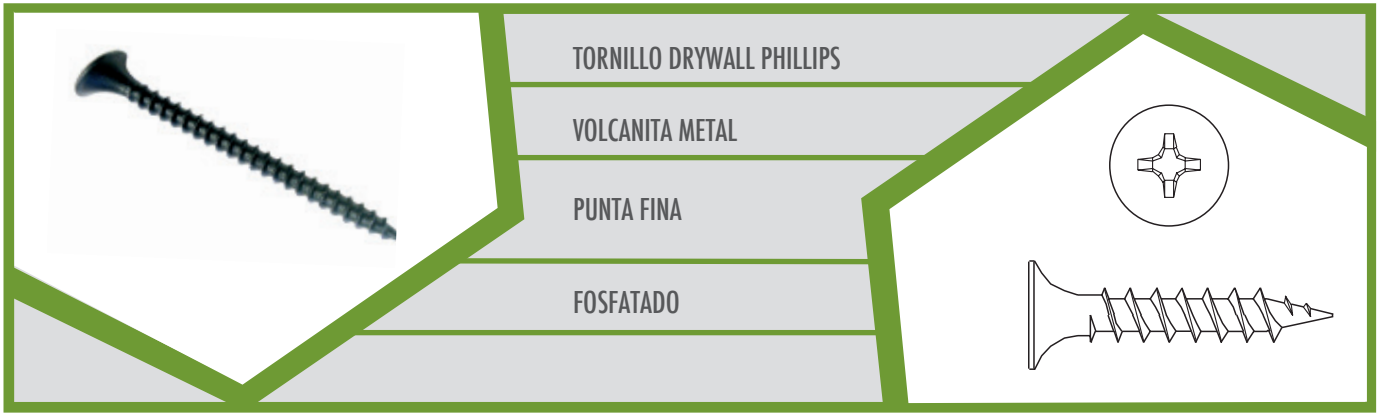 TORNILLO DRYWALL PHILLIPS
VOLCANITA METAL
PUNTA FINA
FOSFATADO